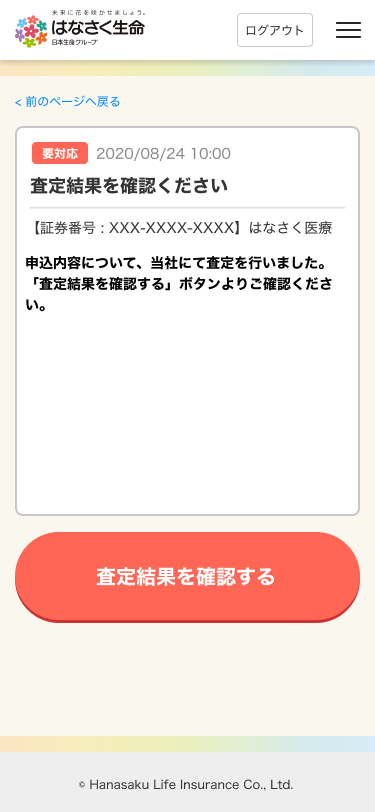 未来に花を咲かせましょう。
はなさく生命
日本生命グループ
ログアウト
< 前のページへ戻る
要対応 2020/08/24 10:00
査定結果を確認ください
【証券番号 : XXX-XXXX-XXXX】はなさく医療
申込内容について、当社にて査定を行いました。
「査定結果を確認する」ボタンよりご確認くださ
い。
査定結果を確認する
© Hanasaku Life Insurance Co., Ltd.